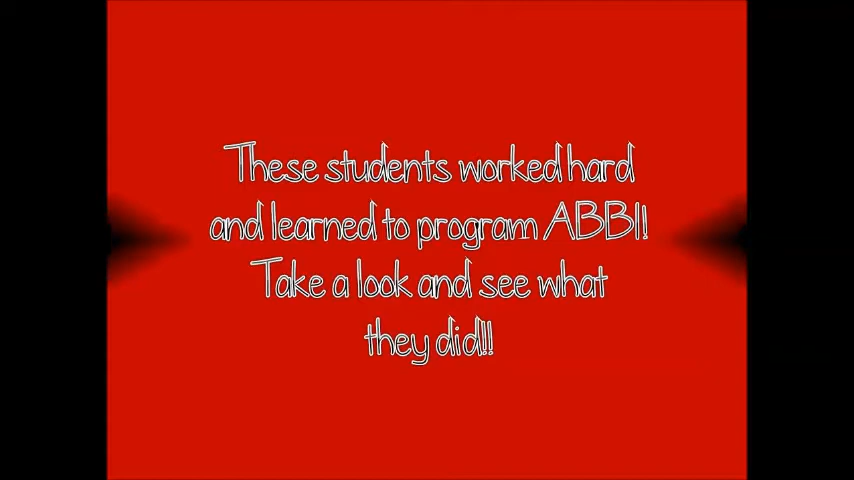 These students worked hard
and learned to program ABBI!
Take a look and see what
they did!!